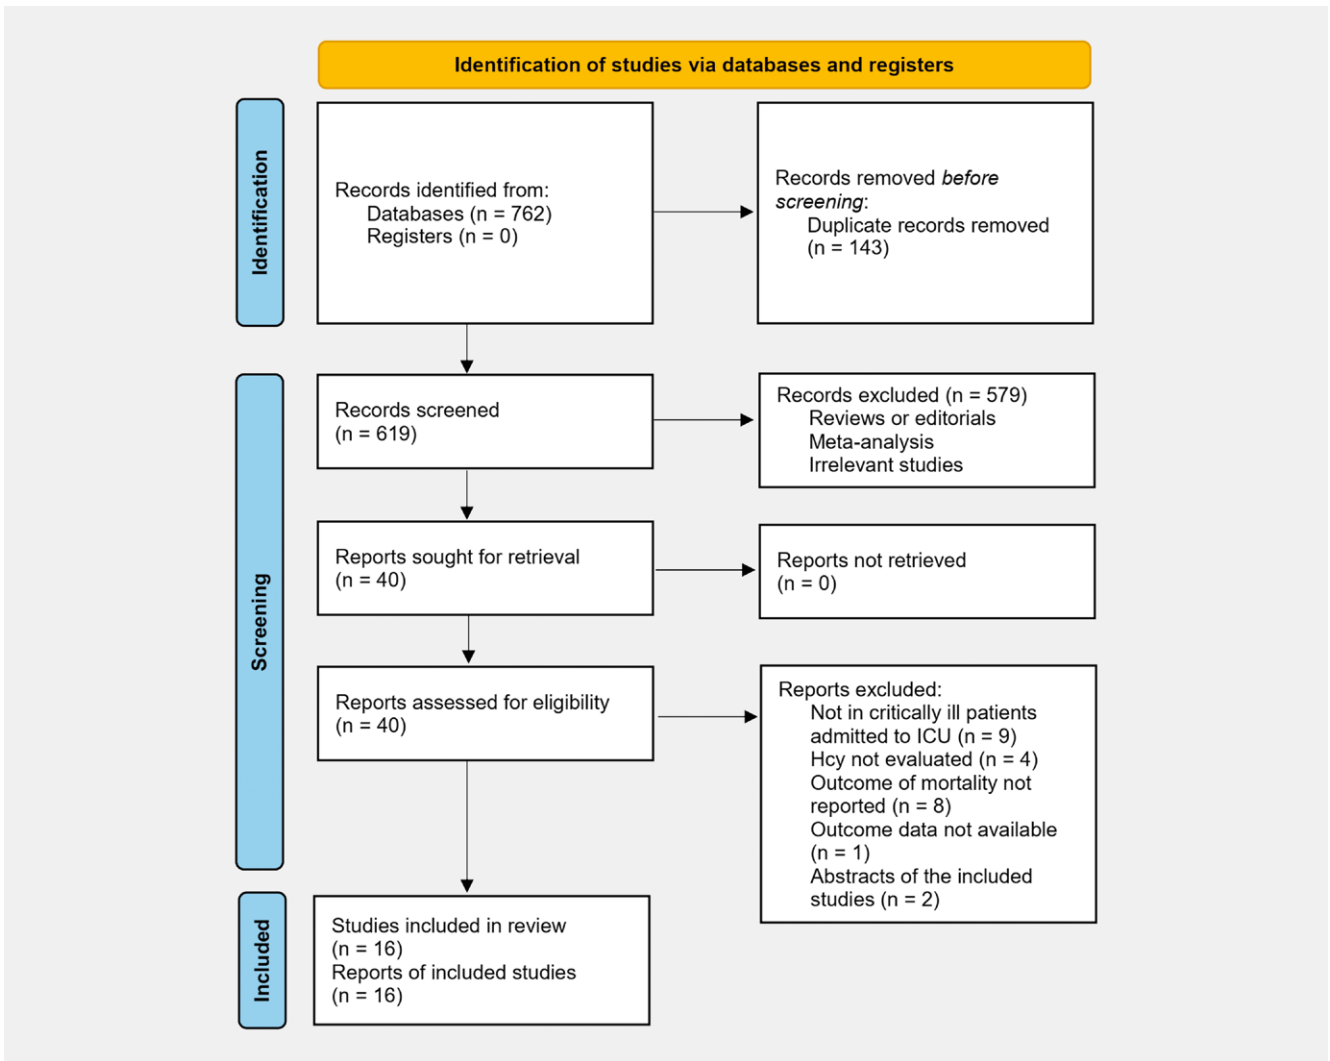 Identification of studies via databases and registers
Identification
Records identified from:
Databases (n = 762)
Registers (n = 0)
Records removed before
screening:
Duplicate records removed
(n = 143)
Screening
Records screened
(n = 619)
Records excluded (n = 579)
Reviews or editorials
Meta-analysis
Irrelevant studies
Reports sought for retrieval
(n = 40)
Reports not retrieved
(n = 0)
Reports assessed for eligibility
(n = 40)
Reports excluded:
Not in critically ill patients
admitted to ICU (n = 9)
Hcy not evaluated (n = 4)
Outcome of mortality not
reported (n = 8)
Outcome data not available
(n = 1)
Abstracts of the included
studies (n = 2)
Included
Studies included in review
(n = 16)
Reports of included studies
(n = 16)